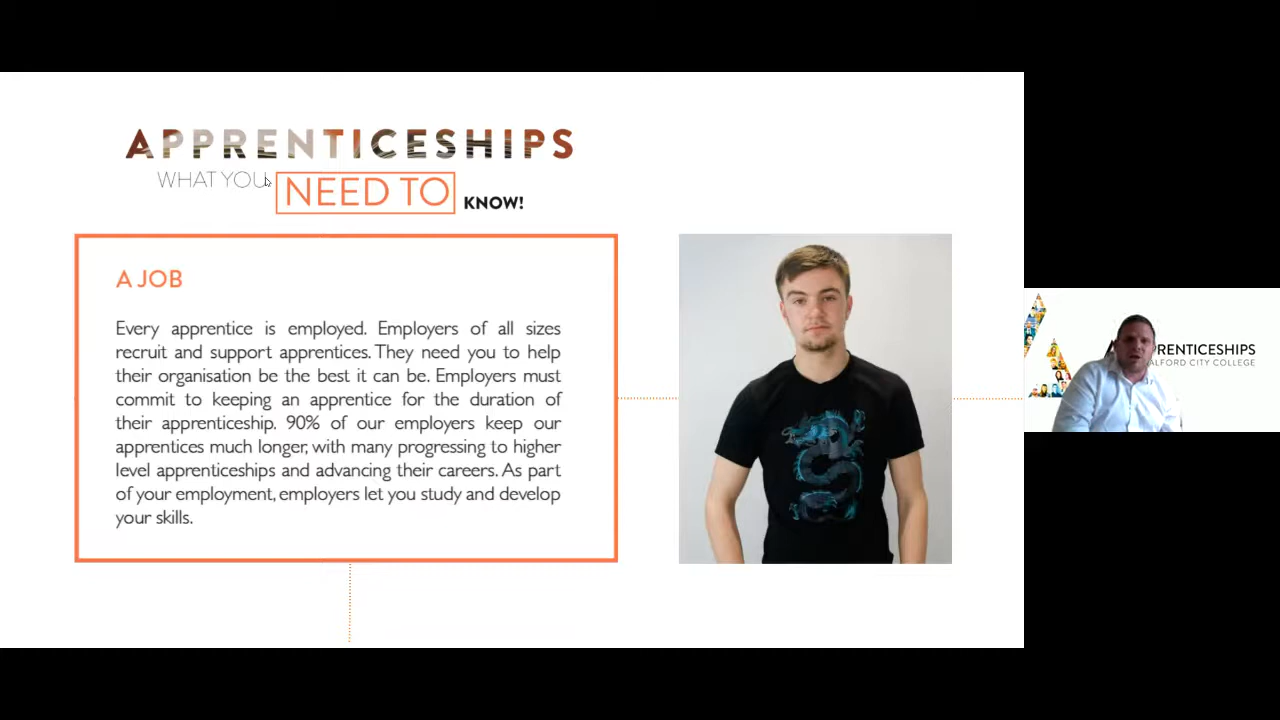 APPRENTICESHIPS
WHAT YOU NEED TO KNOW!
A JOB
Every apprentice is employed. Employers of all sizes
recruit and support apprentices. They need you to help
their organisation be the best it can be. Employers must
commit to keeping an apprentice for the duration of
their apprenticeship. 90% of our employers keep our
apprentices much longer, with many progressing to higher
level apprenticeships and advancing their careers. As part
of your employment, employers let you study and develop
your skills.
PRENTICESHIPS
ALFORD CITY COLLEGE